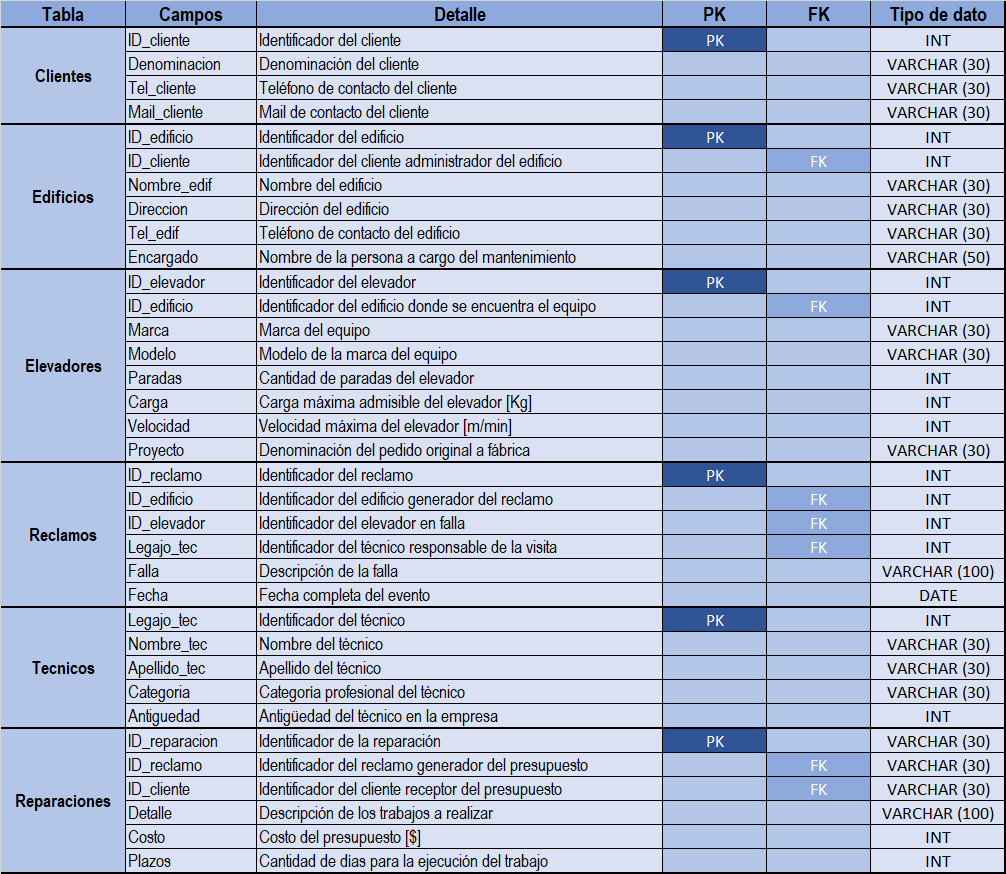 Tabla Campos Detalle PK FK Tipo de dato
Clientes
ID_cliente Identificador del cliente PK INT
Denominacion Denominación del cliente VARCHAR (30)
Tel_cliente Teléfono de contacto del cliente VARCHAR (30)
Mail_cliente Mail de contacto del cliente VARCHAR (30)
Edificios
ID_edificio Identificador del edificio PK INT
ID_cliente Identificador del cliente administrador del edificio FK INT
Nombre_edif Nombre del edificio VARCHAR (30)
Direccion Dirección del edificio VARCHAR (30)
Tel_edif Teléfono de contacto del edificio VARCHAR (30)
Encargado Nombre de la persona a cargo del mantenimiento VARCHAR (50)
Elevadores
ID_elevador Identificador del elevador PK INT
ID_edificio Identificador del edificio donde se encuentra el equipo FK INT
Marca Marca del equipo VARCHAR (30)
Modelo Modelo de la marca del equipo VARCHAR (30)
Paradas Cantidad de paradas del elevador INT
Carga Carga máxima admisible del elevador [Kg] INT
Velocidad Velocidad máxima del elevador [m/min] INT
Proyecto Denominación del pedido original a fábrica VARCHAR (30)
Reclamos
ID_reclamo Identificador del reclamo PK INT
ID_edificio Identificador del edificio generador del reclamo FK INT
ID_elevador Identificador del elevador en falla FK INT
Legajo_tec Identificador del técnico responsable de la visita FK INT
Falla Descripción de la falla VARCHAR (100)
Fecha Fecha completa del evento DATE
Tecnicos
Legajo_tec Identificador del técnico PK INT
Nombre_tec Nombre del técnico VARCHAR (30)
Apellido_tec Apellido del técnico VARCHAR (30)
Categoria Categoria profesional del técnico VARCHAR (30)
Antiguedad Antigüedad del técnico en la empresa INT
Reparaciones
ID_reparacion Identificador de la reparación PK VARCHAR (30)
ID_reclamo Identificador del reclamo generador del presupuesto FK VARCHAR (30)
ID_cliente Identificador del cliente receptor del presupuesto FK VARCHAR (30)
Detalle Descripción de los trabajos a realizar VARCHAR (100)
Costo Costo del presupuesto [$] INT
Plazos Cantidad de dias para la ejecución del trabajo INT